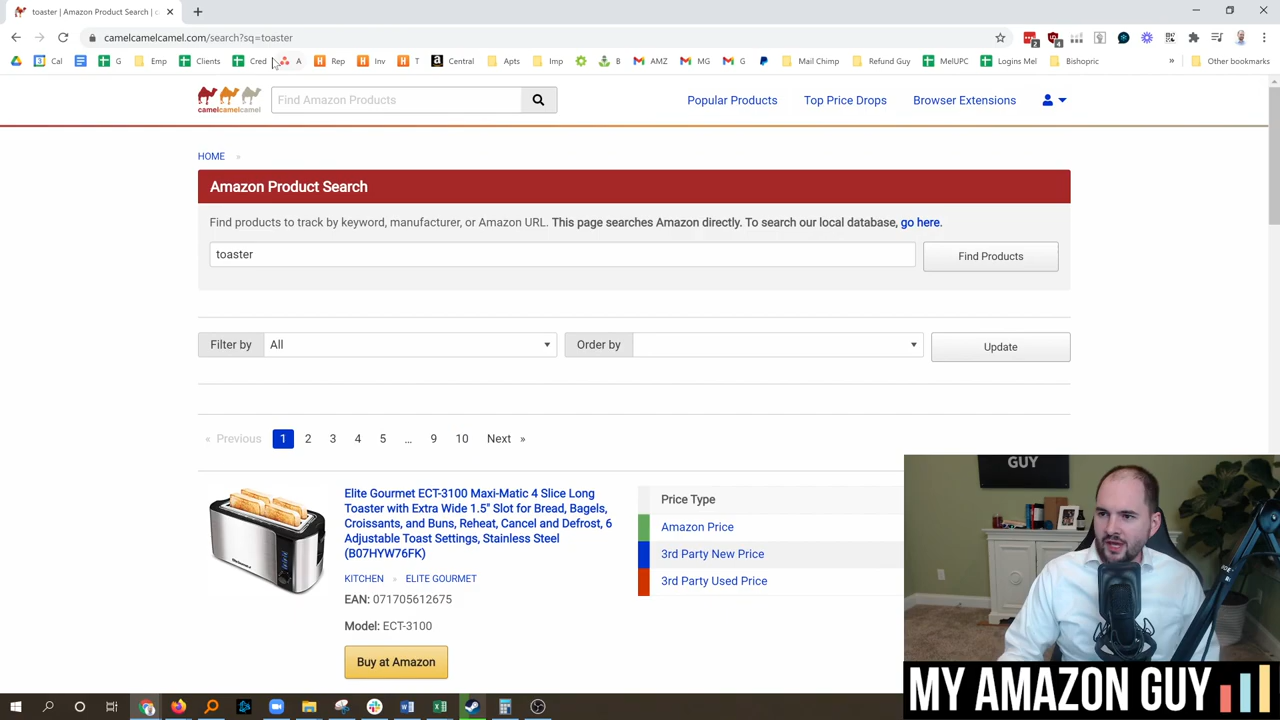 toaster | Amazon Product Search | c
camelcamelcamel.com/search?sq=toaster
Cal G Emp Clients Cred A Rep Inv T Central Apts Imp B AMZ MG G Mail Chimp Refund Guy MelUPC Logins Mel Bishopric » Other bookmarks
camelcamelcamel
Find Amazon Products
Popular Products Top Price Drops Browser Extensions
HOME »
Amazon Product Search
Find products to track by keyword, manufacturer, or Amazon URL. This page searches Amazon directly. To search our local database, go here.
toaster Find Products
Filter by All Order by Update
« Previous 1 2 3 4 5 ... 9 10 Next »
Elite Gourmet ECT-3100 Maxi-Matic 4 Slice Long
Toaster with Extra Wide 1.5" Slot for Bread, Bagels,
Croissants, and Buns, Reheat, Cancel and Defrost, 6
Adjustable Toast Settings, Stainless Steel
(B07HYW76FK)
KITCHEN » ELITE GOURMET
EAN: 071705612675
Model: ECT-3100
Buy at Amazon
Price Type
Amazon Price
3rd Party New Price
3rd Party Used Price
GUY
MY AMAZON GUY